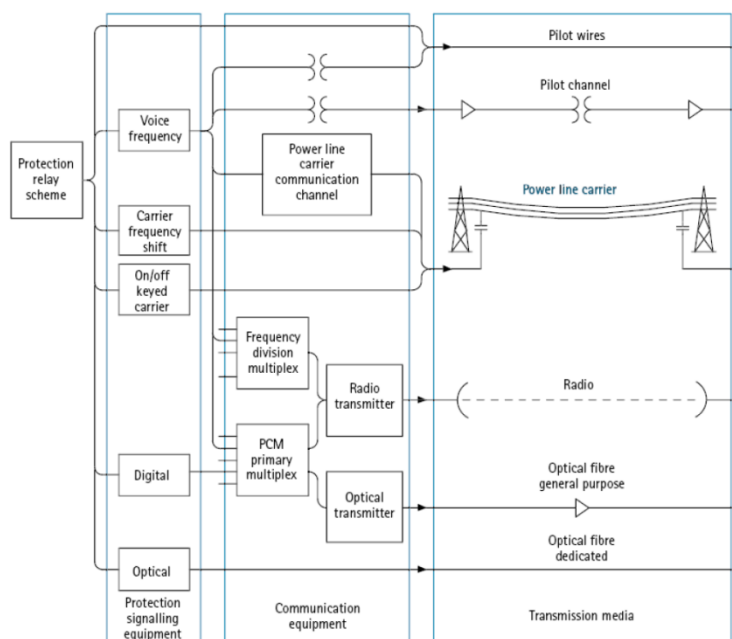 Pilot wires
Pilot channel
Voice
frequency
Power line
carrier
communication
channel
Protection
relay
scheme
Power line carrier
Carrier
frequency
shift
On/off
keyed
carrier
Frequency
division
multiplex
Radio
transmitter
Radio
PCM
primary
multiplex
Digital
Optical
transmitter
Optical fibre
general purpose
Optical fibre
dedicated
Optical
Protection
signalling
equipment
Communication
equipment
Transmission media